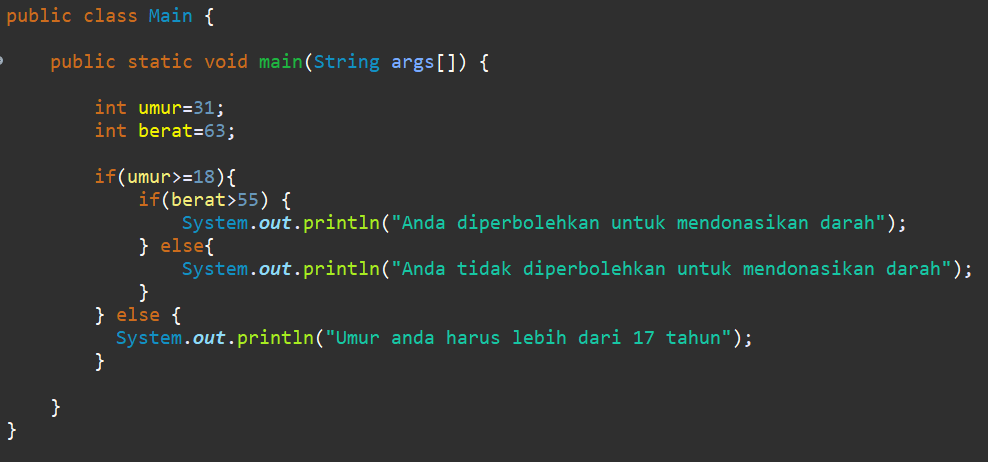 public class Main {
public static void main(String args[]) {
int umur=31;
int berat=63;
if(umur>=18){
if(berat>55) {
System.out.println("Anda diperbolehkan untuk mendonasikan darah");
} else{
System.out.println("Anda tidak diperbolehkan untuk mendonasikan darah");
}
} else {
System.out.println("Umur anda harus lebih dari 17 tahun");
}
}
}